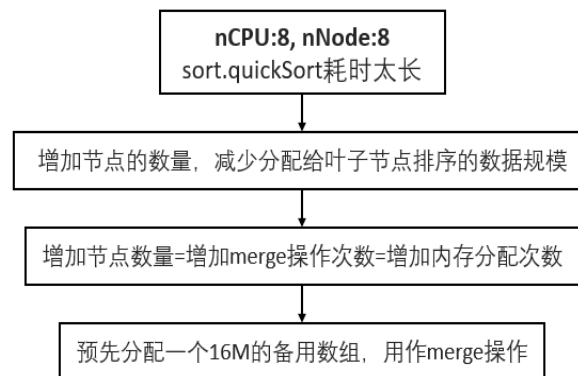 nCPU:8, nNode:8
sort.quickSort耗时太长
增加节点的数量，减少分配给叶子节点排序的数据规模
增加节点数量=增加merge操作次数=增加内存分配次数
预先分配一个16M的备用数组，用作merge操作